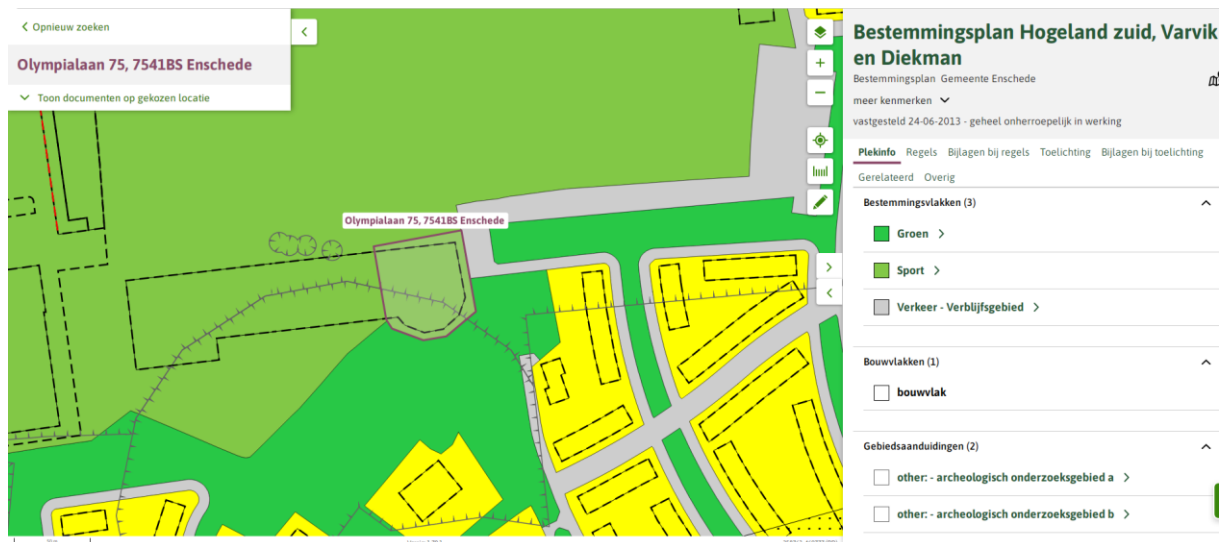 Opnieuw zoeken
Olympialaan 75, 7541BS Enschede
Toon documenten op gekozen locatie
Olympialaan 75, 7541BS Enschede
Bestemmingsplan Hogeland zuid, Varvik
en Diekman
Bestemmingsplan Gemeente Enschede
meer kenmerken
vastgesteld 24-06-2013 - geheel onherroepelijk in werking
Plekinfo Regels Bijlagen bij regels Toelichting Bijlagen bij toelichting
Gerelateerd Overig
Bestemmingsvlakken (3)
Groen
Sport
Verkeer - Verblijfsgebied
Bouwvlakken (1)
bouwvlak
Gebiedsaanduidingen (2)
other: - archeologisch onderzoeksgebied a
other: - archeologisch onderzoeksgebied b